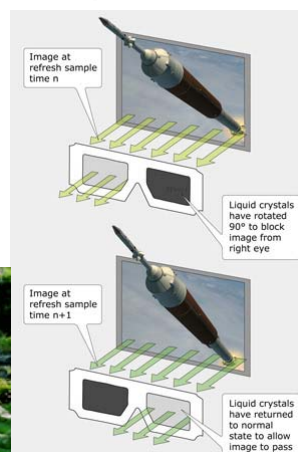 Image at
refresh sample
time n
Liquid crystals
have rotated
90° to block
image from
right eye
Image at
refresh sample
time n+1
Liquid crystals
have returned
to normal
state to allow
image to pass